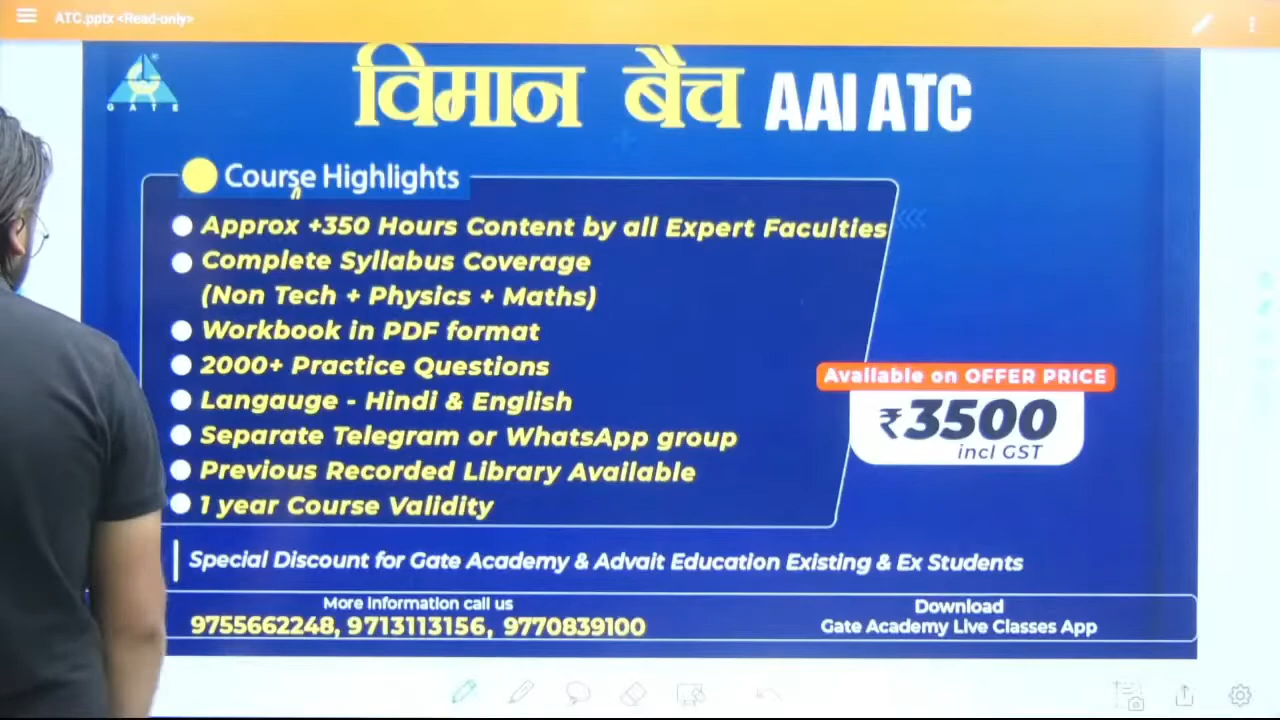 ATC.pptx <Read-only>
GATE
विमान बैच AAI ATC
Course Highlights
Approx +350 Hours Content by all Expert Faculties
Complete Syllabus Coverage
(Non Tech + Physics + Maths)
Workbook in PDF format
2000+ Practice Questions
Langauge - Hindi & English
Separate Telegram or WhatsApp group
Previous Recorded Library Available
1 year Course Validity
Available on OFFER PRICE
₹3500
incl GST
Special Discount for Gate Academy & Advait Education Existing & Ex Students
More information call us
9755662248, 9713113156, 9770839100
Download
Gate Academy Live Classes App